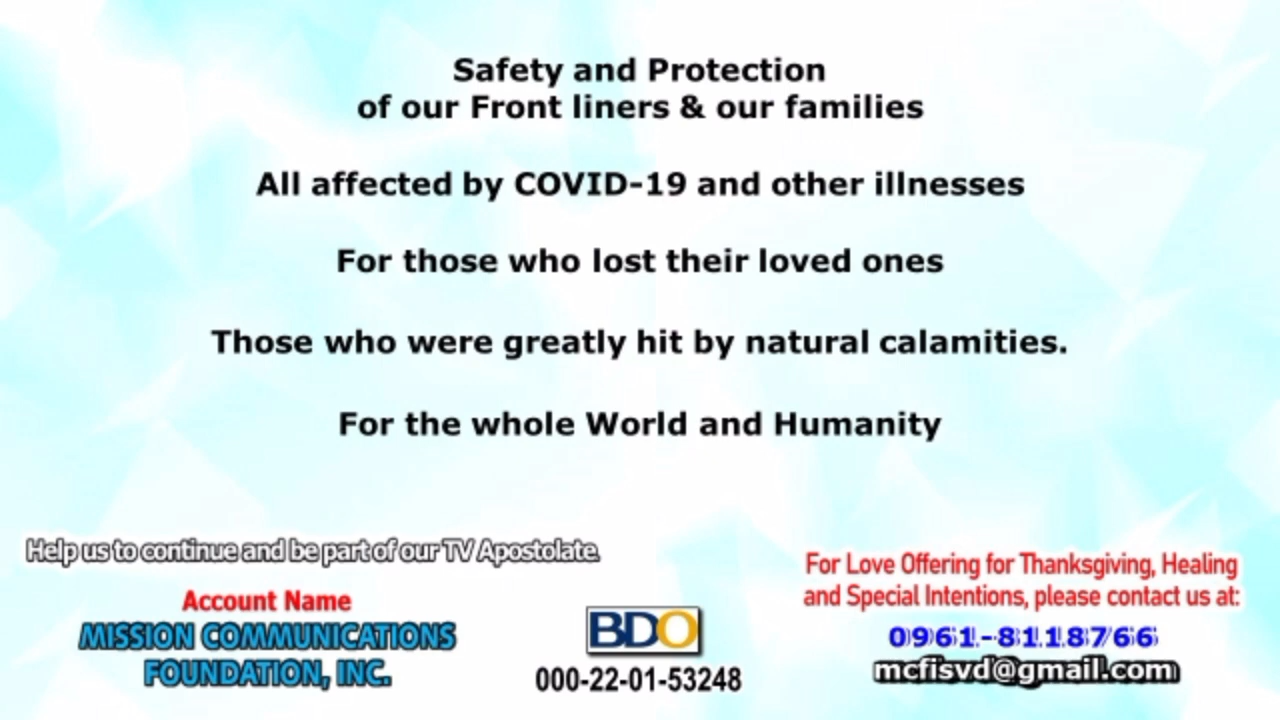 Safety and Protection
of our Front liners & our families
All affected by COVID-19 and other illnesses
For those who lost their loved ones
Those who were greatly hit by natural calamities.
For the whole World and Humanity
Help us to continue and be part of our TV Apostolate.
Account Name
MISSION COMMUNICATIONS
FOUNDATION, INC.
BDO
000-22-01-53248
For Love Offering for Thanksgiving, Healing
and Special Intentions, please contact us at:
0961-8118766
mcfisvd@gmail.com